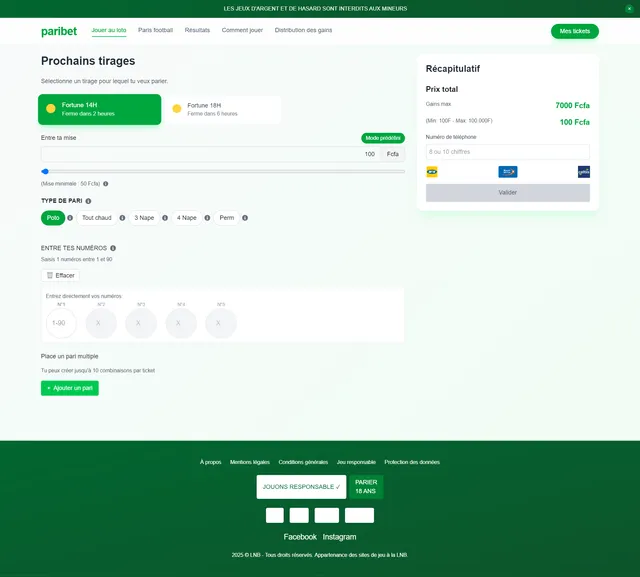 LES JEUX D'ARGENT ET DE HASARD SONT INTERDITS AUX MINEURS
paribet
Jouer au loto
Paris football
Résultats
Comment jouer
Distribution des gains
Mes tickets
Prochains tirages
Sélectionne un tirage pour lequel tu veux parier.
Fortune 14H
Ferme dans 2 heures
Fortune 18H
Ferme dans 6 heures
Entre ta mise
Mode prédéfini
100
Fcfa
(Mise minimale : 50 Fcfa)
TYPE DE PARI
Poto
Tout chaud
3 Nape
4 Nape
Perm
ENTRE TES NUMÉROS
Saisis 1 numéros entre 1 et 90
Effacer
Entrez directement vos numéros
N°1
N°2
N°3
N°4
N°5
1-90
X
X
X
X
Place un pari multiple
Tu peux créer jusqu'à 10 combinaisons par ticket
+ Ajouter un pari
Récapitulatif
Prix total
Gains max
7000 Fcfa
(Min: 100F - Max: 100.000F)
100 Fcfa
Numéro de téléphone
8 ou 10 chiffres
Valider
À propos
Mentions légales
Conditions générales
Jeu responsable
Protection des données
JOUONS RESPONSABLE ✓
PARIER
18 ANS
Facebook
Instagram
2025 © LNB - Tous droits réservés. Appartenance des sites de jeu à la LNB.